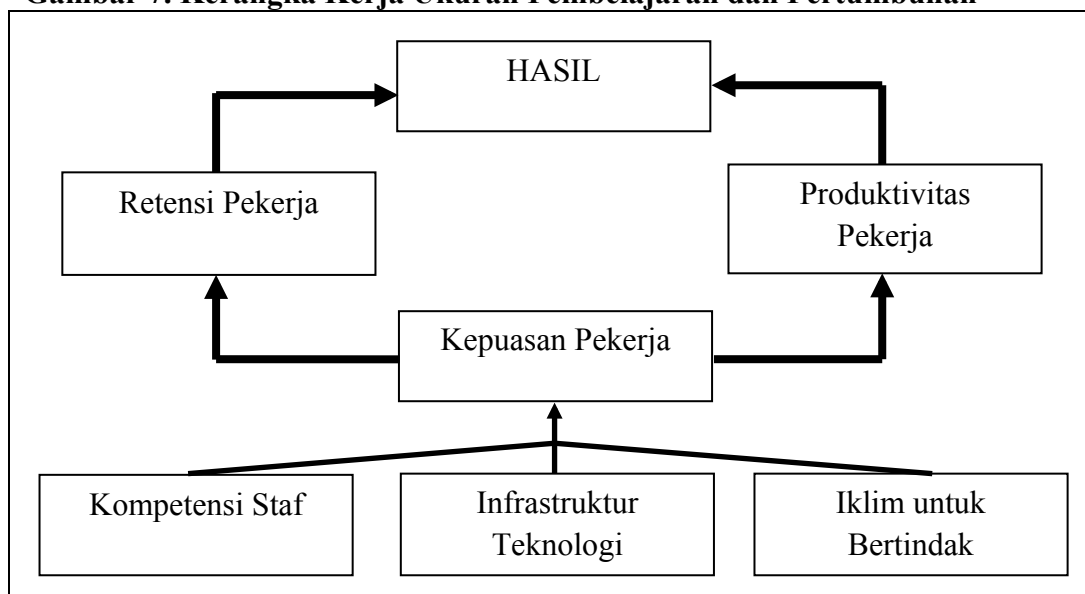 Gambar 7. Kerangka Kerja Ukuran Pembelajaran dan Pertumbuhan
HASIL
Retensi Pekerja
Produktivitas
Pekerja
Kepuasan Pekerja
Kompetensi Staf
Infrastruktur
Teknologi
Iklim untuk
Bertindak